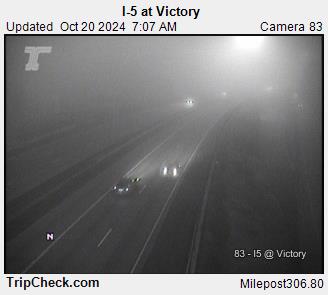 I-5 at Victory
Updated Oct 20 2024 7:07 AM Camera 83
T
N
83 - I5 @ Victory
TripCheck.com Milepost306.80